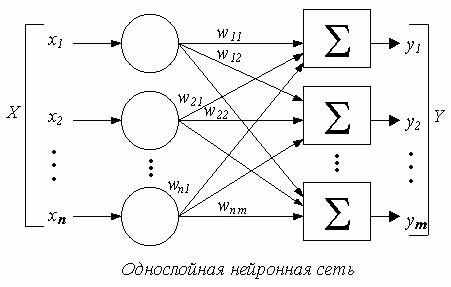 x1 w11 Σ y1
w12
X Y
w21
x2 w22 Σ y2
wn1
xn wnm Σ ym
Однослойная нейронная сеть